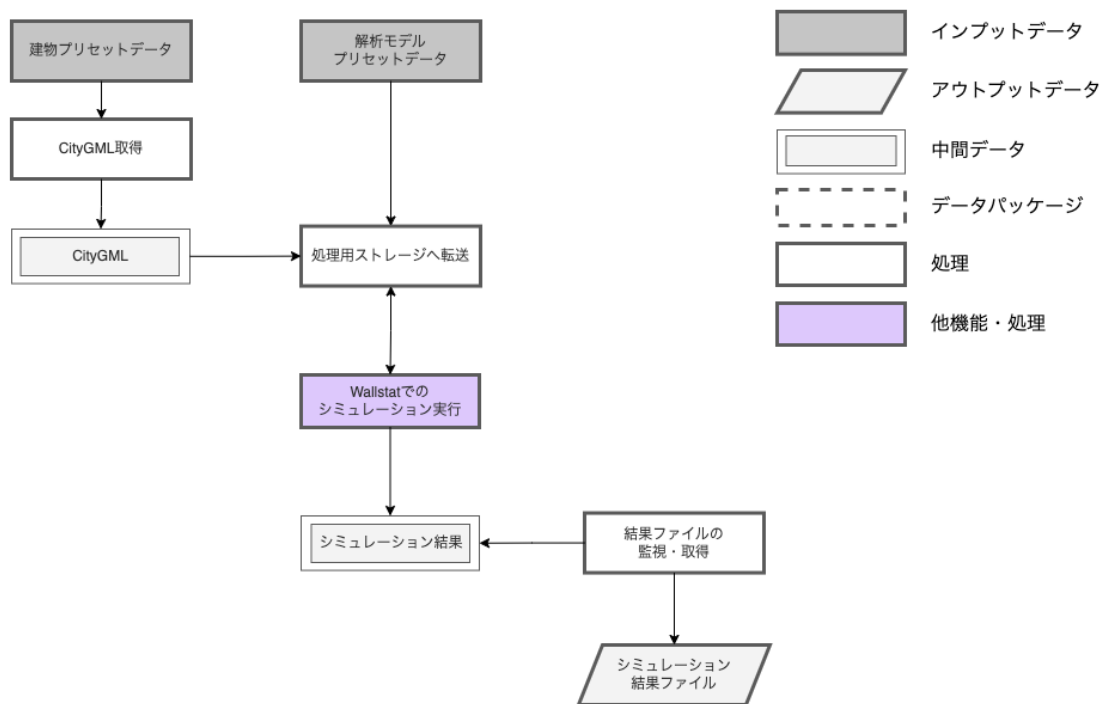 建物プリセットデータ
解析モデル
プリセットデータ
CityGML取得
CityGML
処理用ストレージへ転送
Wallstatでの
シミュレーション実行
シミュレーション結果
結果ファイルの
監視・取得
シミュレーション
結果ファイル
インプットデータ
アウトプットデータ
中間データ
データパッケージ
処理
他機能・処理